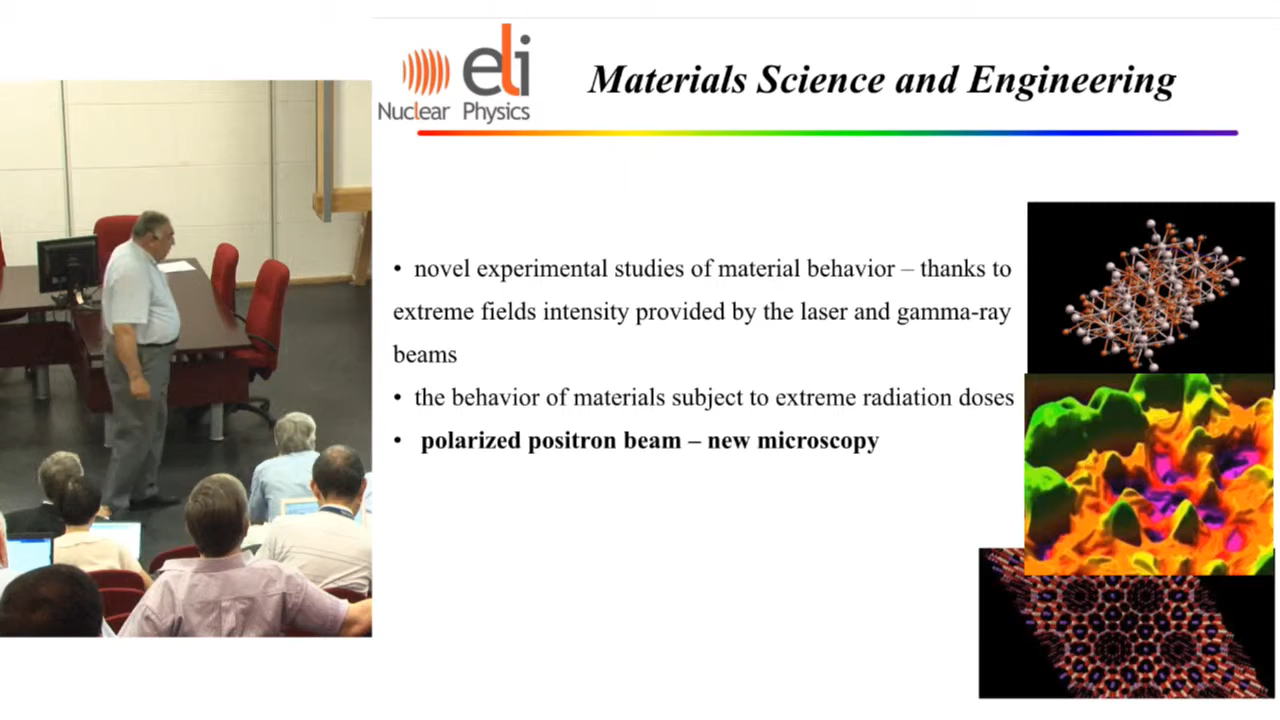 eli
Nuclear Physics
Materials Science and Engineering
• novel experimental studies of material behavior – thanks to
extreme fields intensity provided by the laser and gamma-ray
beams
• the behavior of materials subject to extreme radiation doses
• polarized positron beam – new microscopy